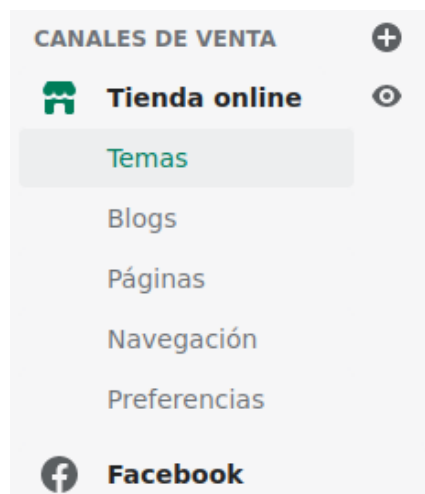 CANALES DE VENTA
Tienda online
Temas
Blogs
Páginas
Navegación
Preferencias
Facebook